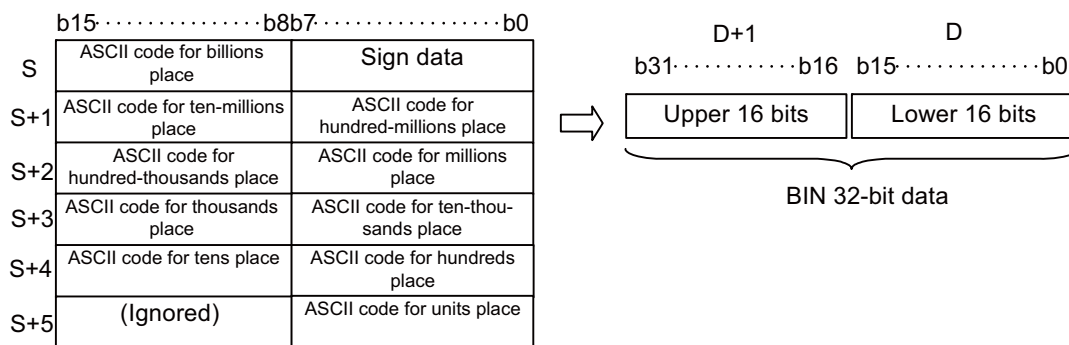 b15················b8b7················b0
S
ASCII code for billions
place
Sign data
S+1
ASCII code for ten-millions
place
ASCII code for
hundred-millions place
S+2
ASCII code for
hundred-thousands place
ASCII code for millions
place
S+3
ASCII code for thousands
place
ASCII code for ten-thou-
sands place
S+4
ASCII code for tens place
ASCII code for hundreds
place
S+5
(Ignored)
ASCII code for units place
D+1
D
b31············b16
b15··············b0
Upper 16 bits
Lower 16 bits
BIN 32-bit data